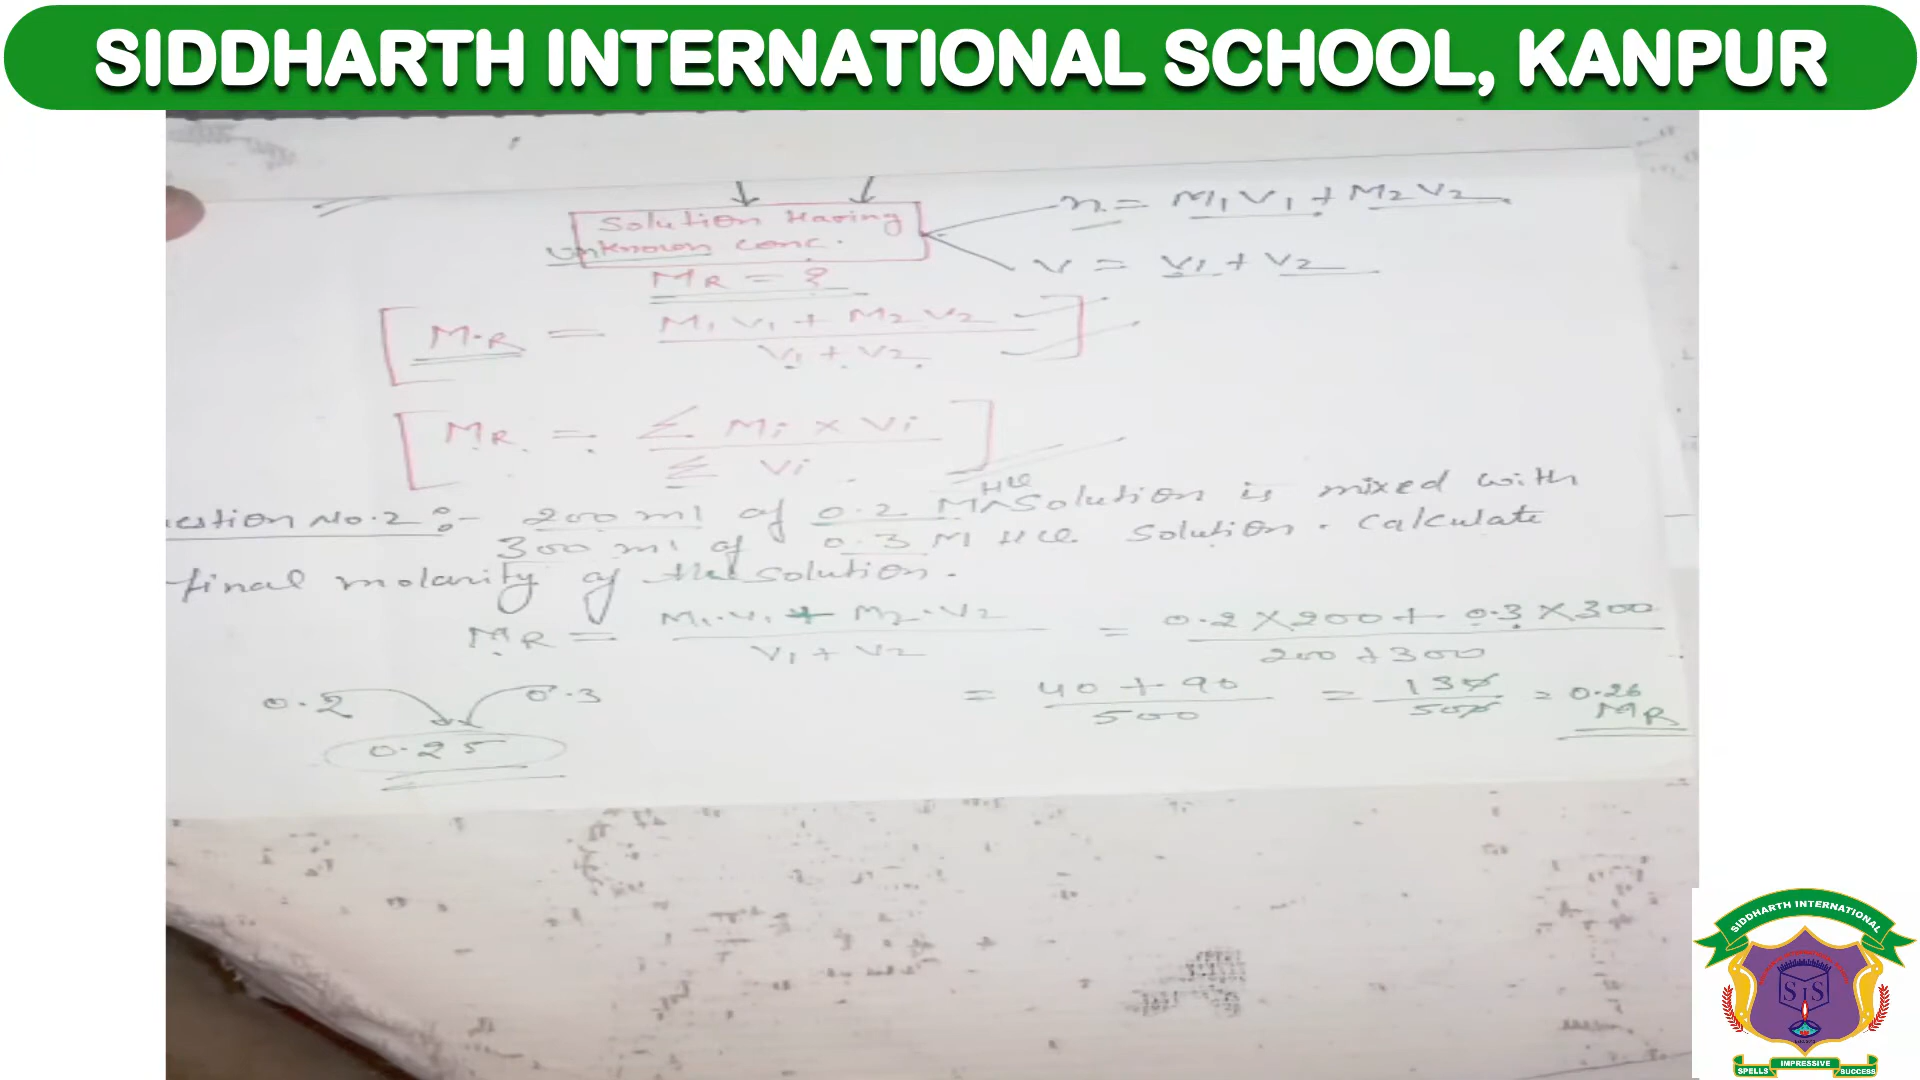 SIDDHARTH INTERNATIONAL SCHOOL, KANPUR
Solution Having
unknown conc.
MR = ?
n = M1V1 + M2V2
V = V1 + V2
M.R = M1V1 + M2V2 / V1 + V2
MR = Σ Mi × Vi / Σ Vi
estion No.2 :- 200 ml of 0.2 M HCl Solution is mixed with
300 ml of 0.3 M HCl Solution. Calculate
final molarity of the solution.
MR = M1.V1 + M2.V2 / V1 + V2 = 0.2 × 200 + 0.3 × 300 / 200 + 300
= 40 + 90 / 500 = 130 / 500 = 0.26
MR
0.2 0.3
0.25
SIDDHARTH INTERNATIONAL
SIS
SPELLS IMPRESSIVE SUCCESS